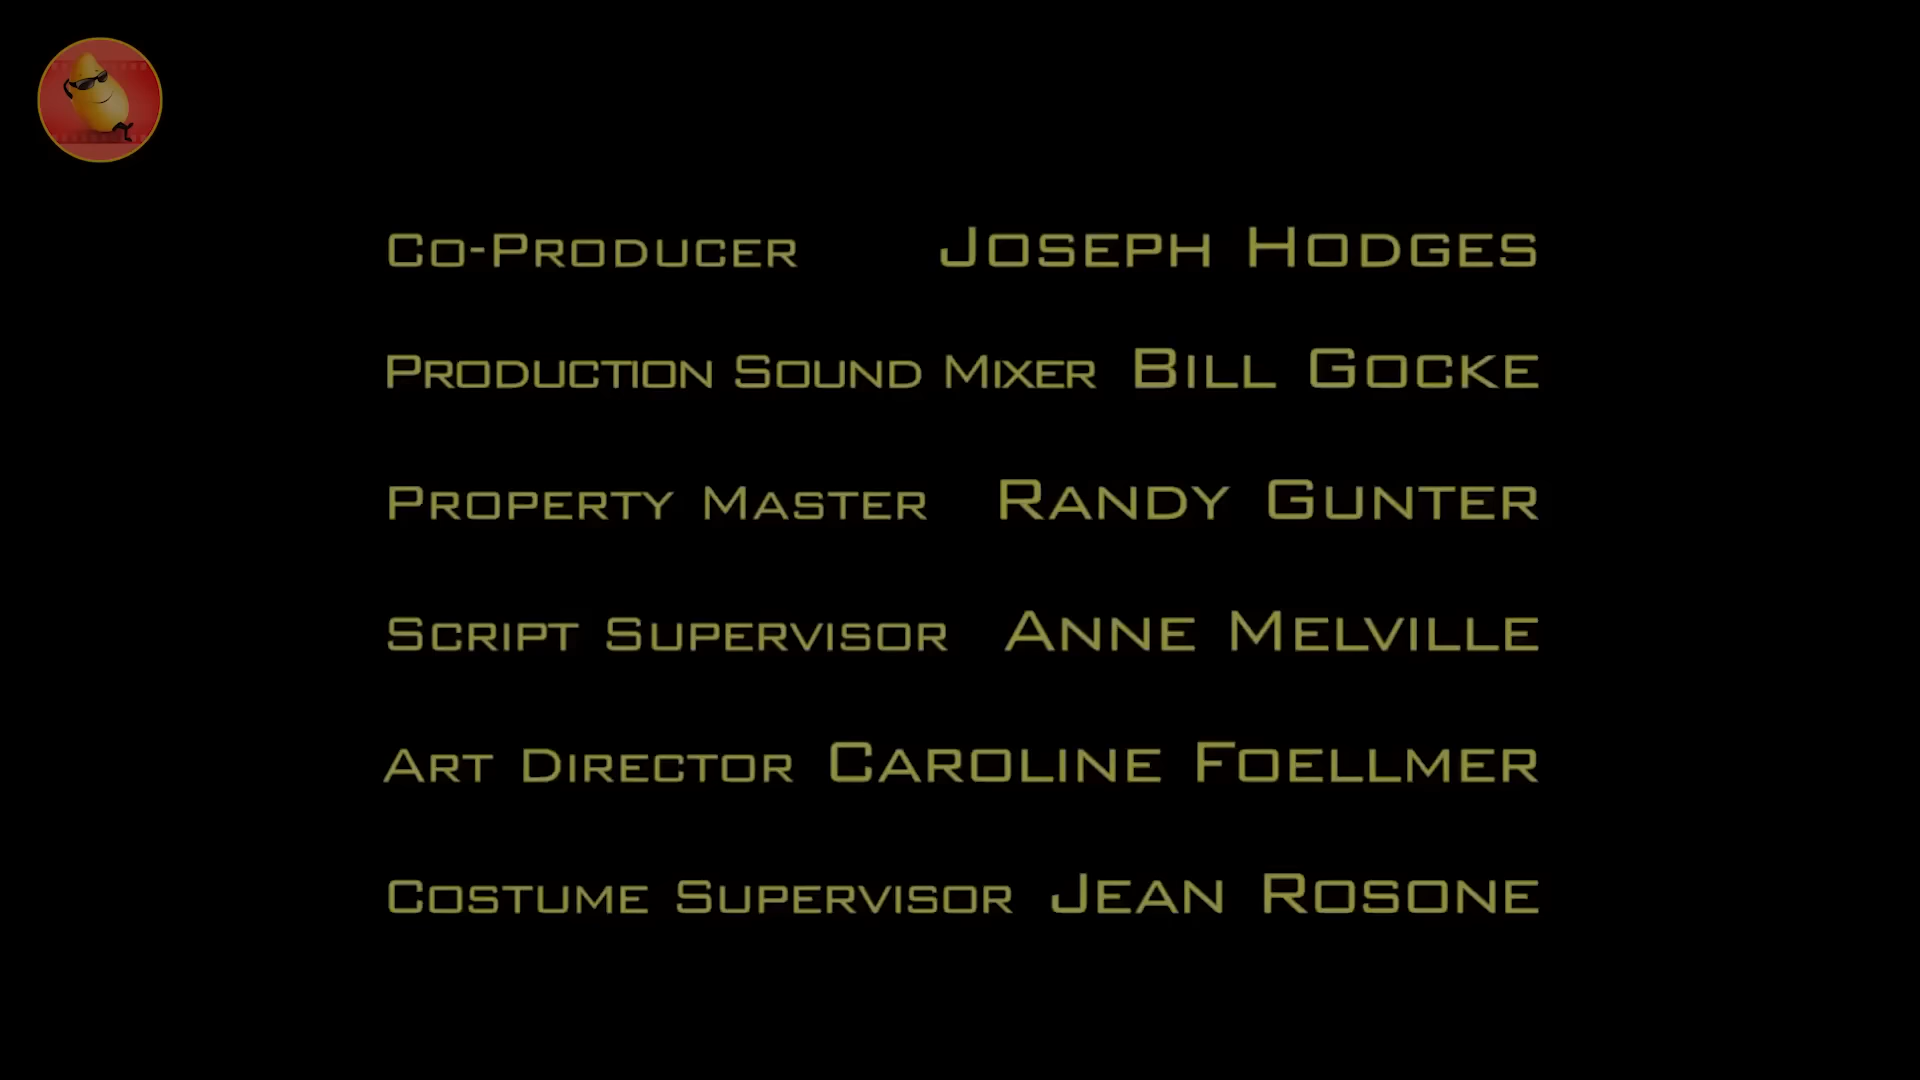 Co-Producer Joseph Hodges
Production Sound Mixer Bill Gocke
Property Master Randy Gunter
Script Supervisor Anne Melville
Art Director Caroline Foellmer
Costume Supervisor Jean Rosone